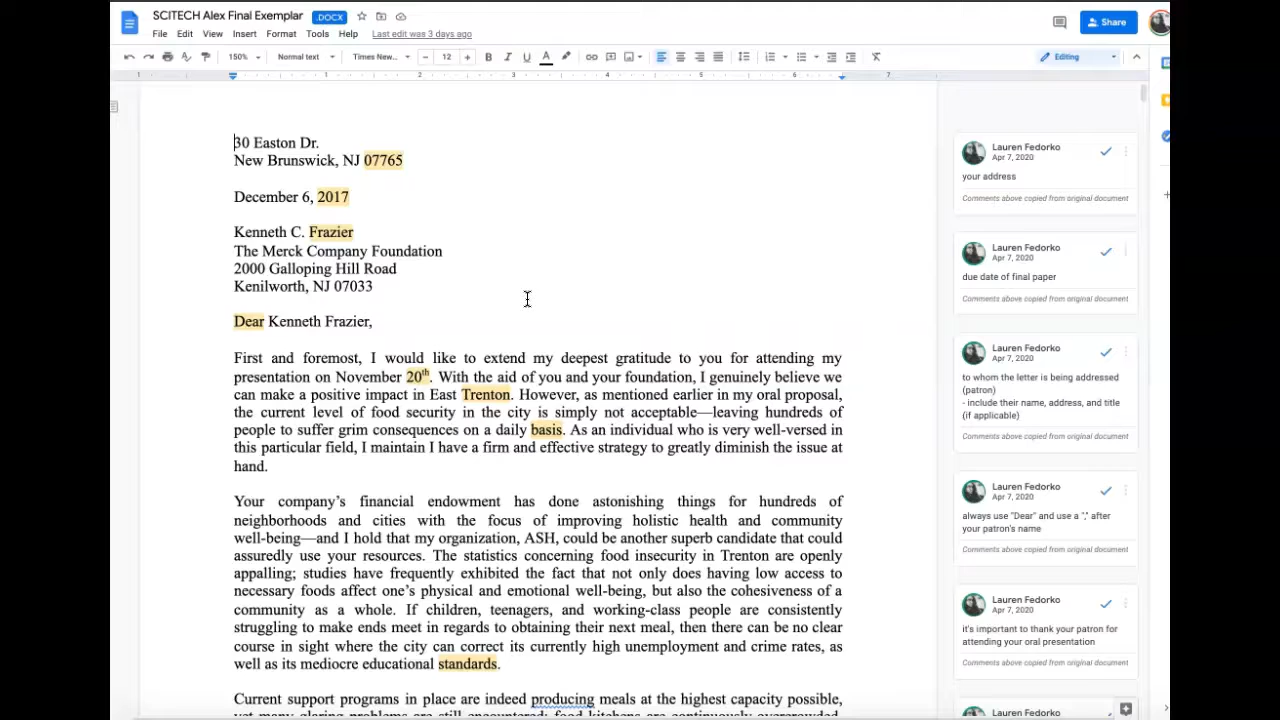 SCITECH Alex Final Exemplar .DOCX
File Edit View Insert Format Tools Help Last edit was 3 days ago
Share
150% Normal text Times New... 12 B I U A Editing
1 1 2 3 4 5 6 7
30 Easton Dr.
New Brunswick, NJ 07765
December 6, 2017
Kenneth C. Frazier
The Merck Company Foundation
2000 Galloping Hill Road
Kenilworth, NJ 07033
Dear Kenneth Frazier,
First and foremost, I would like to extend my deepest gratitude to you for attending my
presentation on November 20th. With the aid of you and your foundation, I genuinely believe we
can make a positive impact in East Trenton. However, as mentioned earlier in my oral proposal,
the current level of food security in the city is simply not acceptable—leaving hundreds of
people to suffer grim consequences on a daily basis. As an individual who is very well-versed in
this particular field, I maintain I have a firm and effective strategy to greatly diminish the issue at
hand.
Your company’s financial endowment has done astonishing things for hundreds of
neighborhoods and cities with the focus of improving holistic health and community
well-being—and I hold that my organization, ASH, could be another superb candidate that could
assuredly use your resources. The statistics concerning food insecurity in Trenton are openly
appalling; studies have frequently exhibited the fact that not only does having low access to
necessary foods affect one’s physical and emotional well-being, but also the cohesiveness of a
community as a whole. If children, teenagers, and working-class people are consistently
struggling to make ends meet in regards to obtaining their next meal, then there can be no clear
course in sight where the city can correct its currently high unemployment and crime rates, as
well as its mediocre educational standards.
Current support programs in place are indeed producing meals at the highest capacity possible,
yet many glaring problems are still encountered: food kitchens are continuously overcrowded,
Lauren Fedorko
Apr 7, 2020
your address
Comments above copied from original document
Lauren Fedorko
Apr 7, 2020
due date of final paper
Comments above copied from original document
Lauren Fedorko
Apr 7, 2020
to whom the letter is being addressed
(patron)
- include their name, address, and title
(if applicable)
Comments above copied from original document
Lauren Fedorko
Apr 7, 2020
always use "Dear" and use a "," after
your patron's name
Comments above copied from original document
Lauren Fedorko
Apr 7, 2020
it's important to thank your patron for
attending your oral presentation
Comments above copied from original document
Lauren Fedorko